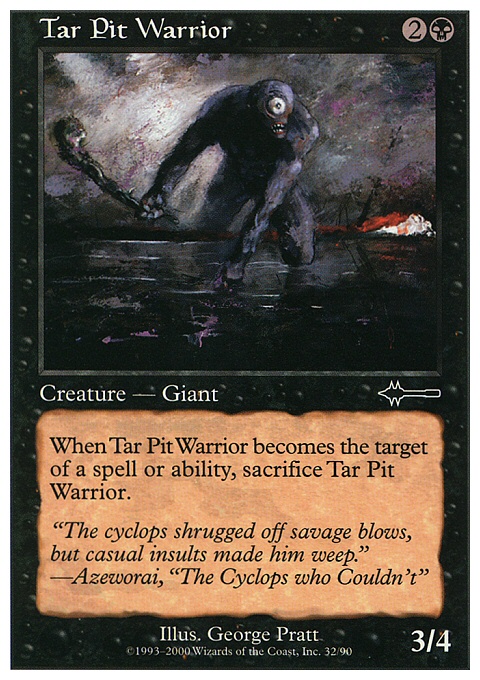 Tar Pit Warrior 2
Creature — Giant
When Tar Pit Warrior becomes the target
of a spell or ability, sacrifice Tar Pit
Warrior.
“The cyclops shrugged off savage blows,
but casual insults made him weep.”
—Azeworai, “The Cyclops who Couldn’t”
Illus. George Pratt
©1993–2000 Wizards of the Coast, Inc. 32/90
3/4